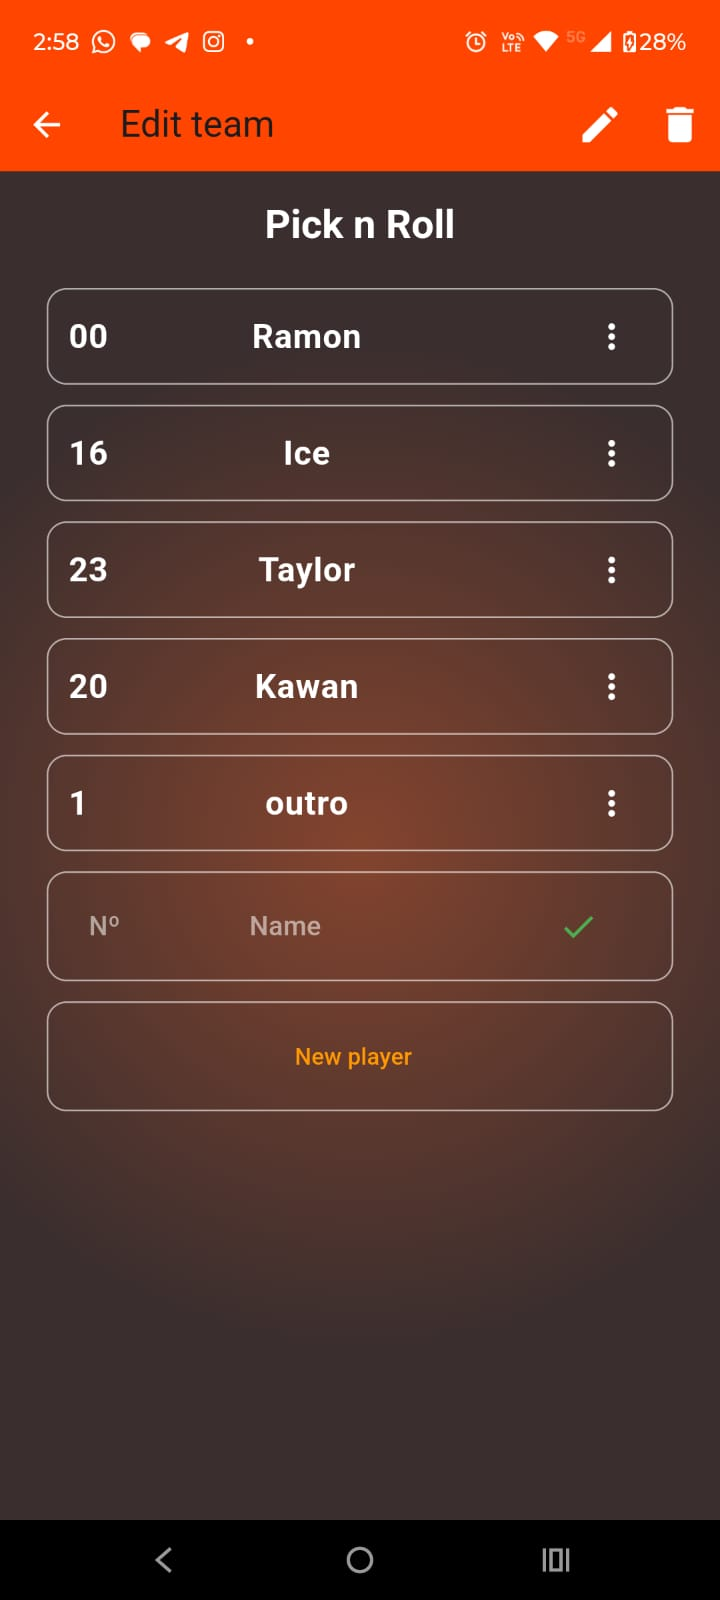 2:58 Vo LTE 5G 28%
Edit team
Pick n Roll
00 Ramon
16 Ice
23 Taylor
20 Kawan
1 outro
Nº Name
New player